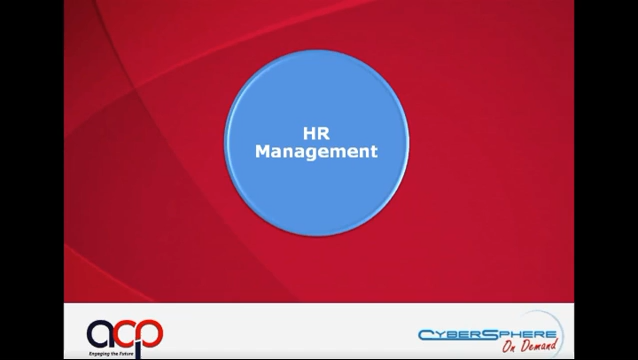 HR
Management
acp
Engaging the Future
CYBERSPHERE
On Demand